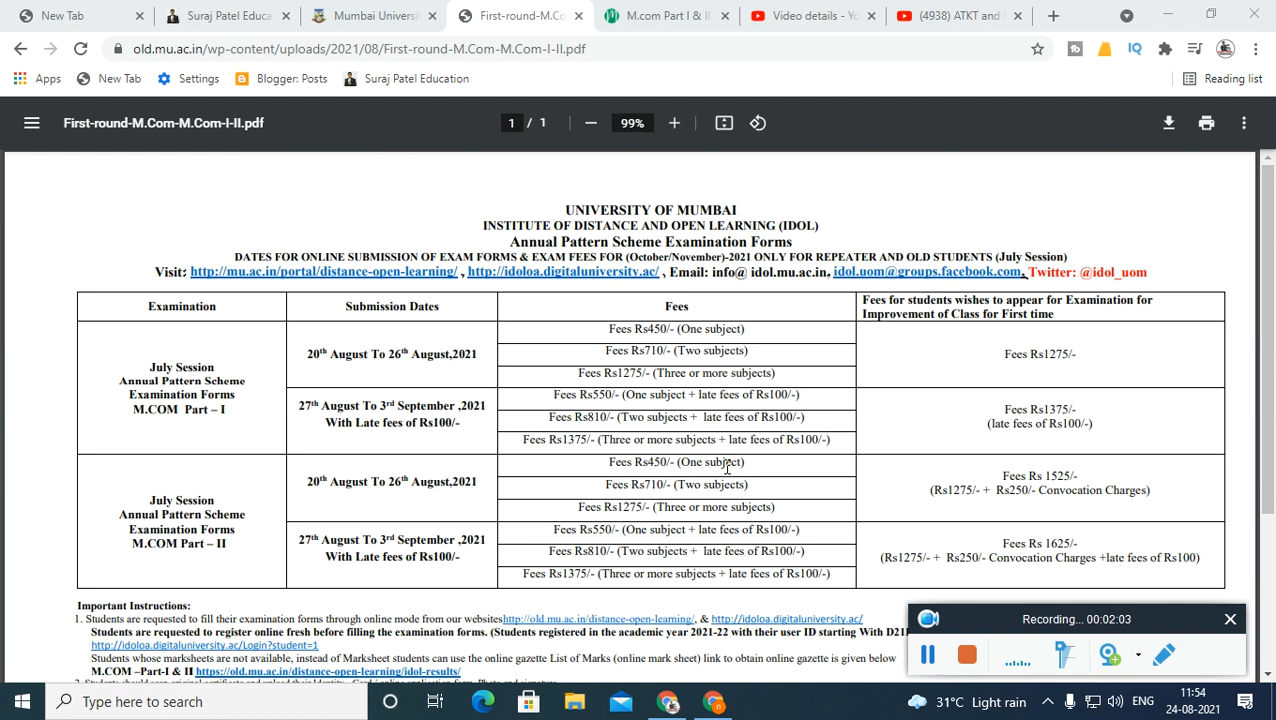 New Tab
Suraj Patel Educa
Mumbai Universi
First-round-M.Co
M.com Part I & II
Video details - Yo
(4938) ATKT and
old.mu.ac.in/wp-content/uploads/2021/08/First-round-M.Com-M.Com-I-II.pdf
Apps
New Tab
Settings
Blogger: Posts
Suraj Patel Education
Reading list
First-round-M.Com-M.Com-I-II.pdf
1 / 1
99%
UNIVERSITY OF MUMBAI
INSTITUTE OF DISTANCE AND OPEN LEARNING (IDOL)
Annual Pattern Scheme Examination Forms
DATES FOR ONLINE SUBMISSION OF EXAM FORMS & EXAM FEES FOR (October/November)-2021 ONLY FOR REPEATER AND OLD STUDENTS (July Session)
Visit: http://mu.ac.in/portal/distance-open-learning/ , http://idoloa.digitaluniversity.ac/ , Email: info@ idol.mu.ac.in, idol.uom@groups.facebook.com, Twitter: @idol_uom
Examination
Submission Dates
Fees
Fees for students wishes to appear for Examination for
Improvement of Class for First time
July Session
Annual Pattern Scheme
Examination Forms
M.COM Part – I
20th August To 26th August,2021
Fees Rs450/- (One subject)
Fees Rs710/- (Two subjects)
Fees Rs1275/- (Three or more subjects)
Fees Rs1275/-
27th August To 3rd September ,2021
With Late fees of Rs100/-
Fees Rs550/- (One subject + late fees of Rs100/-)
Fees Rs810/- (Two subjects + late fees of Rs100/-)
Fees Rs1375/- (Three or more subjects + late fees of Rs100/-)
Fees Rs1375/-
(late fees of Rs100/-)
July Session
Annual Pattern Scheme
Examination Forms
M.COM Part – II
20th August To 26th August,2021
Fees Rs450/- (One subject)
Fees Rs710/- (Two subjects)
Fees Rs1275/- (Three or more subjects)
Fees Rs 1525/-
(Rs1275/- + Rs250/- Convocation Charges)
27th August To 3rd September ,2021
With Late fees of Rs100/-
Fees Rs550/- (One subject + late fees of Rs100/-)
Fees Rs810/- (Two subjects + late fees of Rs100/-)
Fees Rs1375/- (Three or more subjects + late fees of Rs100/-)
Fees Rs 1625/-
(Rs1275/- + Rs250/- Convocation Charges +late fees of Rs100)
Important Instructions:
1. Students are requested to fill their examination forms through online mode from our websiteshttp://old.mu.ac.in/distance-open-learning/, & http://idoloa.digitaluniversity.ac/
Students are requested to register online fresh before filling the examination forms. (Students registered in the academic year 2021-22 with their user ID starting With D21
http://idoloa.digitaluniversity.ac/Login?student=1
Students whose marksheets are not available, instead of Marksheet students can use the online gazette List of Marks (online mark sheet) link to obtain online gazette is given below
M.COM –Part-I & II https://old.mu.ac.in/distance-open-learning/idol-results/
Recording... 00:02:03
Type here to search
31°C Light rain
ENG
11:54
24-08-2021